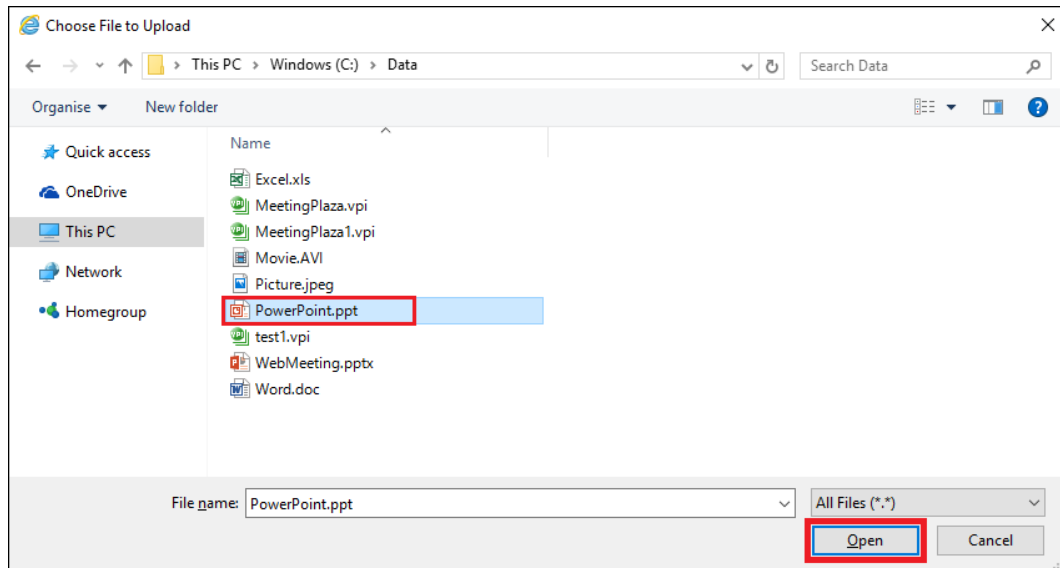 Choose File to Upload
This PC > Windows (C:) > Data
Search Data
Organise
New folder
Quick access
OneDrive
This PC
Network
Homegroup
Name
Excel.xls
MeetingPlaza.vpi
MeetingPlaza1.vpi
Movie.AVI
Picture.jpeg
PowerPoint.ppt
test1.vpi
WebMeeting.pptx
Word.doc
File name: PowerPoint.ppt
All Files (*.*)
Open
Cancel